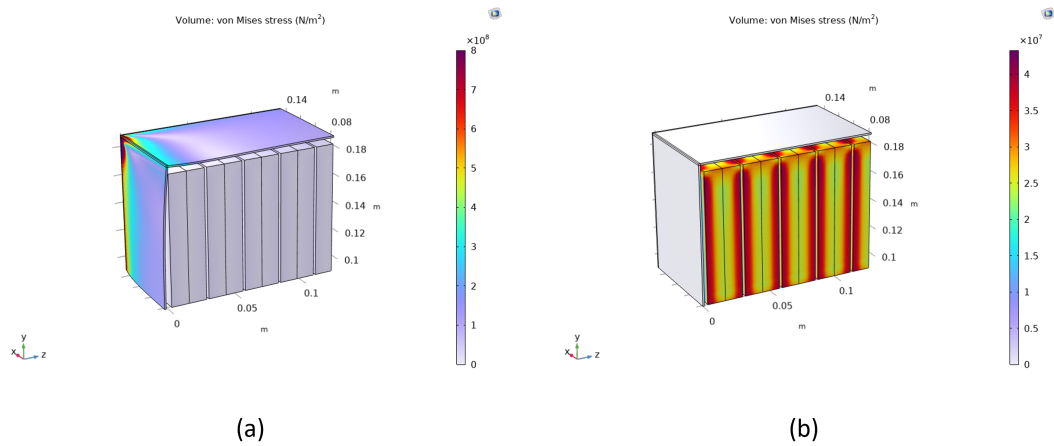 Volume: von Mises stress (N/m²)
×10⁸
8
7
6
5
4
3
2
1
0
m
0.14
0.08
0.18
0.16
0.14 m
0.12
0.1
0.1
0.05
m
0
y
x z
(a)
Volume: von Mises stress (N/m²)
×10⁷
4
3.5
3
2.5
2
1.5
1
0.5
0
m
0.14
0.08
0.18
0.16
0.14 m
0.12
0.1
0.1
0.05
m
0
y
x z
(b)